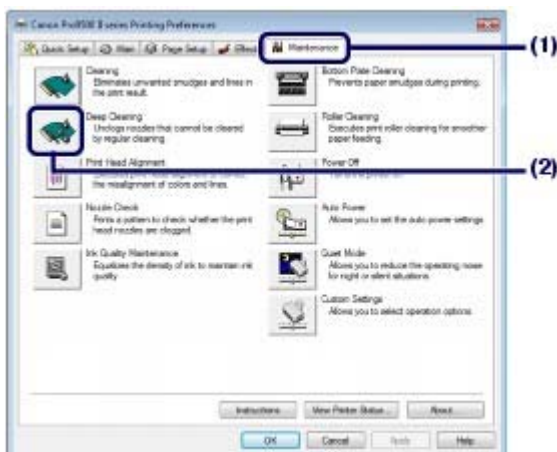 Canon Pro9500 II series Printing Preferences
Quick Setup Main Page Setup Effects Maintenance
(1)
Cleaning
Eliminates unwanted smudges and lines in
the print result.
Bottom Plate Cleaning
Prevents paper smudges during printing.
Deep Cleaning
Unclogs nozzles that cannot be cleared
by regular cleaning.
Roller Cleaning
Executes print roller cleaning for smoother
paper feeding.
(2)
Print Head Alignment
the misalignment of colors and lines.
Power Off
Nozzle Check
Prints a pattern to check whether the print
head nozzles are clogged.
Auto Power
Allows you to set the auto power settings
Ink Quality Maintenance
Equalizes the density of ink to maintain ink
quality.
Quiet Mode
Allows you to reduce the operating noise
for night or silent situations.
Custom Settings
Allows you to select operation options.
Instructions View Printer Status... About...
OK Cancel Apply Help